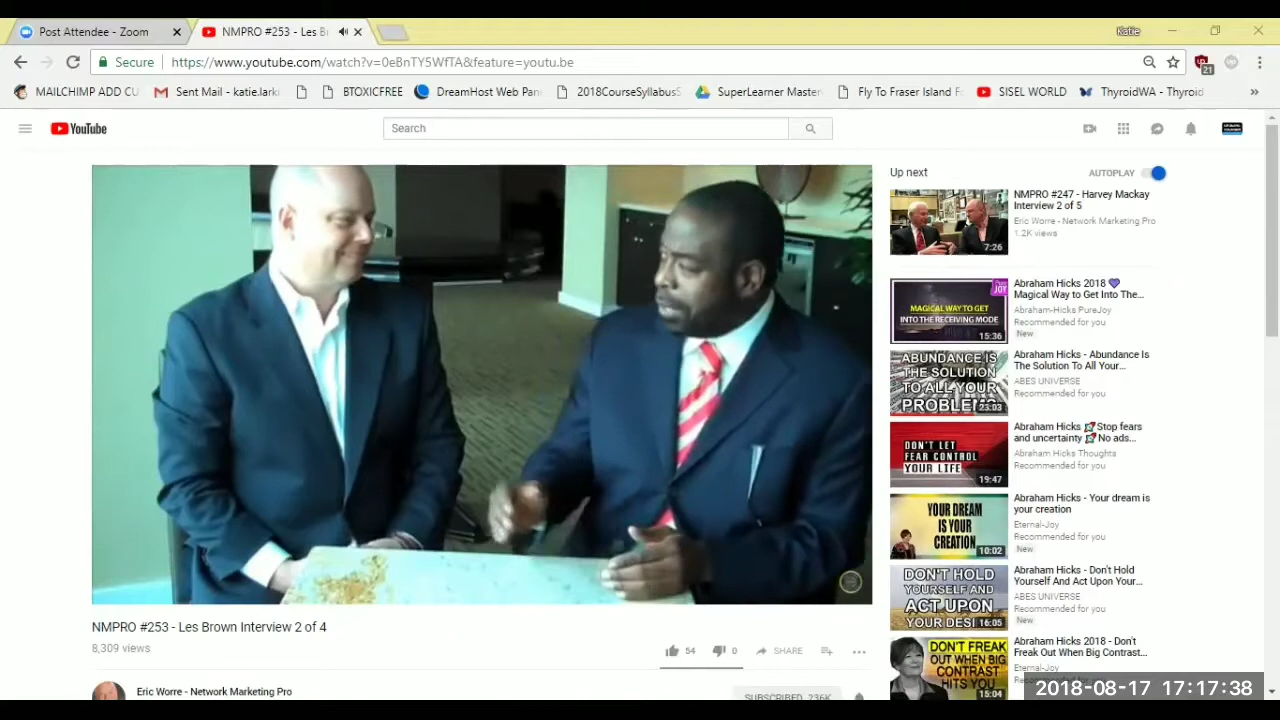 Post Attendee - Zoom
NMPRO #253 - Les B
Katie
Secure
https://www.youtube.com/watch?v=0eBnTY5WfTA&feature=youtu.be
21
MAILCHIMP ADD CU
Sent Mail - katie.larki
BTOXICFREE
DreamHost Web Pan
2018CourseSyllabusS
SuperLearner Master
Fly To Fraser Island F
SISEL WORLD
ThyroidWA - Thyroid
»
YouTube
Search
Up next
AUTOPLAY
NMPRO #247 - Harvey Mackay
Interview 2 of 5
Eric Worre - Network Marketing Pro
1.2K views
7:26
PURE JOY
MAGICAL WAY TO GET
INTO THE RECEIVING MODE
15:36
Abraham Hicks 2018 💜
Magical Way to Get Into The...
Abraham-Hicks PureJoy
Recommended for you
New
ABUNDANCE IS
THE SOLUTION
TO ALL YOUR
PROBLEMS
23:03
Abraham Hicks - Abundance Is
The Solution To All Your...
ABES UNIVERSE
Recommended for you
DON'T LET
FEAR CONTROL
YOUR LIFE
19:47
Abraham Hicks Stop fears
and uncertainty No ads...
Abraham Hicks Thoughts
Recommended for you
YOUR DREAM
IS YOUR
CREATION
10:02
Abraham Hicks - Your dream is
your creation
Eternal-Joy
Recommended for you
New
DON'T HOLD
YOURSELF AND
ACT UPON
YOUR DESI
16:05
Abraham Hicks - Don't Hold
Yourself And Act Upon Your...
ABES UNIVERSE
Recommended for you
New
DON'T FREAK
OUT WHEN BIG
CONTRAST
HITS YOU
15:04
Abraham Hicks 2018 - Don't
Freak Out When Big Contrast...
Eternal-Joy
NMPRO #253 - Les Brown Interview 2 of 4
8,309 views
54
0
SHARE
Eric Worre - Network Marketing Pro
SUBSCRIBED 236K
2018-08-17 17:17:38